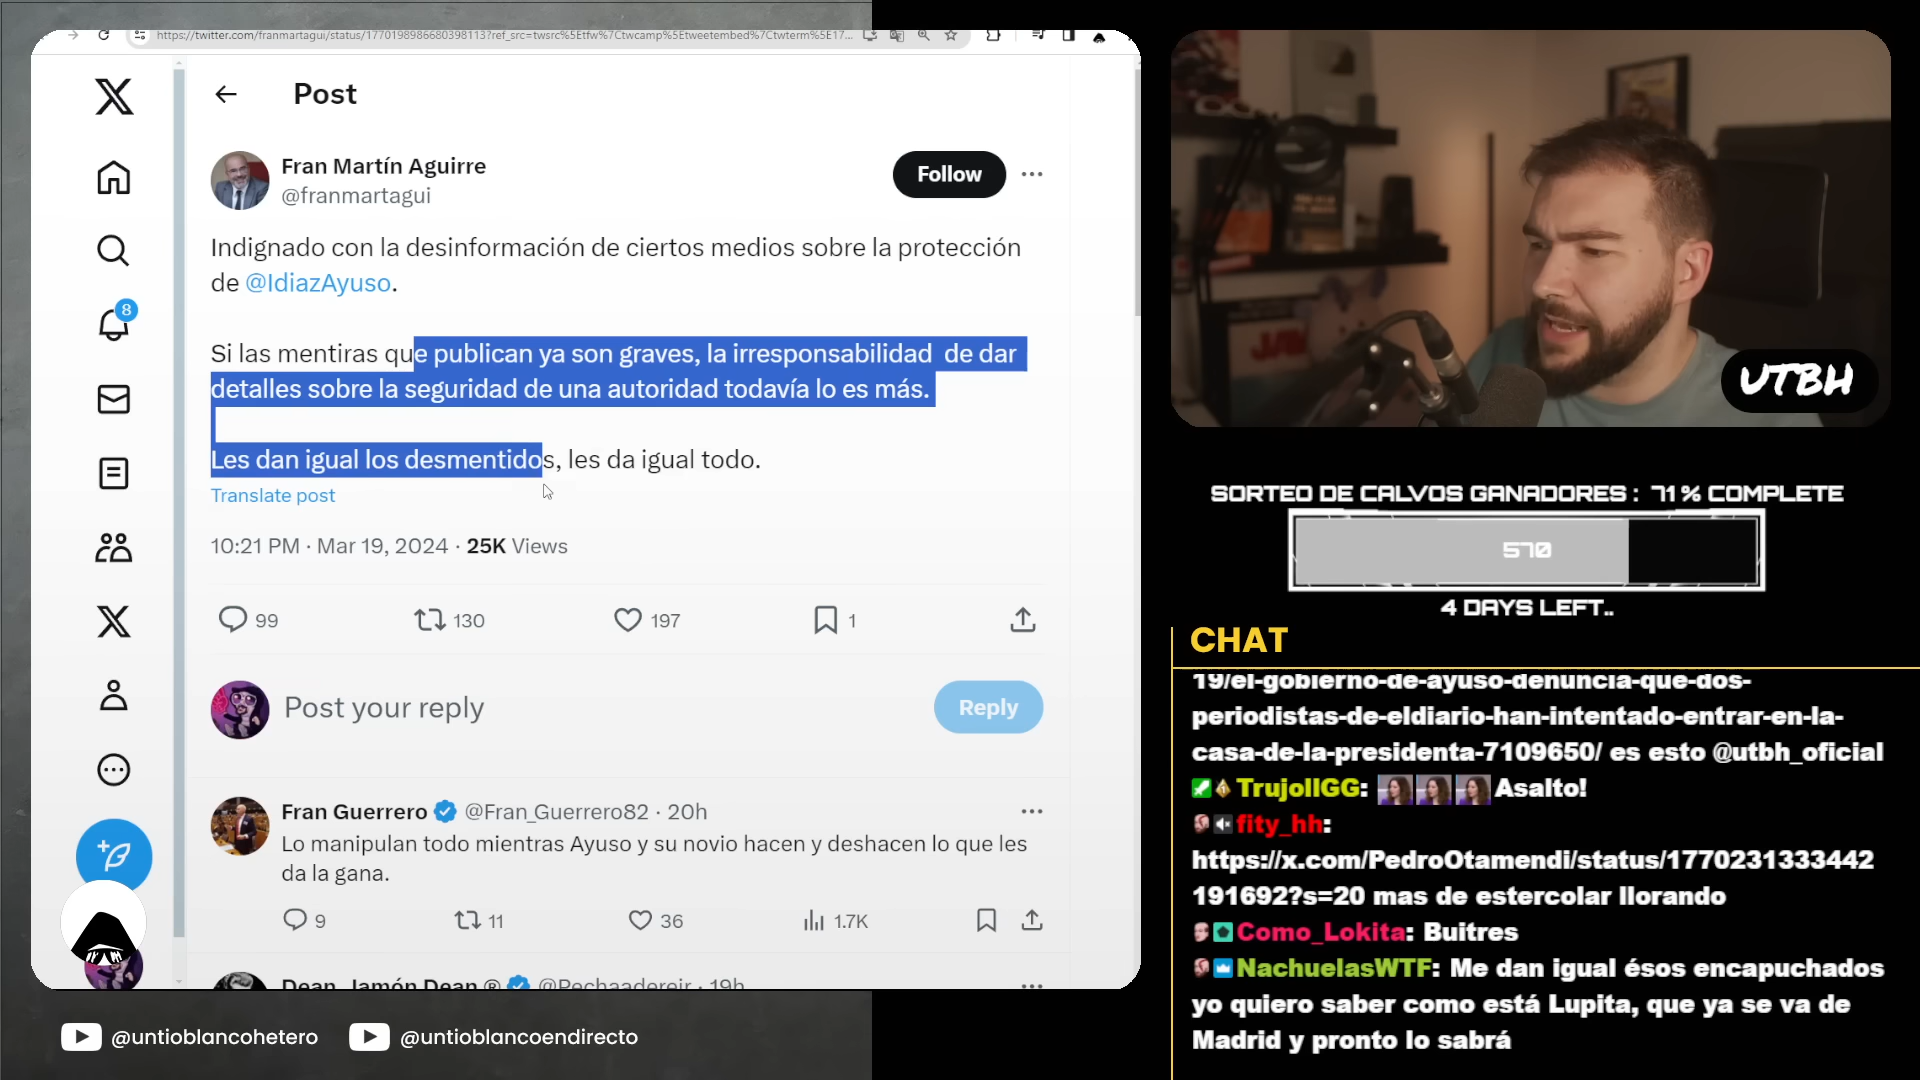 https://twitter.com/franmartagui/status/1770198986680398113?ref_src=twsrc%5Etfw%7Ctwcamp%5Etweetembed%7Ctwterm%5E17...
Post
Fran Martín Aguirre
@franmartagui
Follow
Indignado con la desinformación de ciertos medios sobre la protección
de @IdiazAyuso.
Si las mentiras que publican ya son graves, la irresponsabilidad de dar
detalles sobre la seguridad de una autoridad todavía lo es más.
Les dan igual los desmentidos, les da igual todo.
Translate post
10:21 PM · Mar 19, 2024 · 25K Views
99 130 197 1
Post your reply
Reply
8
Fran Guerrero @Fran_Guerrero82 · 20h
Lo manipulan todo mientras Ayuso y su novio hacen y deshacen lo que les
da la gana.
9 11 36 1.7K
Dean, Jamón Dean ® @Pechaadereir · 19h
@untioblancohetero
@untioblancoendirecto
UTBH
SORTEO DE CALVOS GANADORES : 71% COMPLETE
570
4 DAYS LEFT..
CHAT
19/el-gobierno-de-ayuso-denuncia-que-dos-
periodistas-de-eldiario-han-intentado-entrar-en-la-
casa-de-la-presidenta-7109650/ es esto @utbh_oficial
TrujollGG: Asalto!
fity_hh:
https://x.com/PedroOtamendi/status/1770231333442
191692?s=20 mas de estercolar llorando
Como_Lokita: Buitres
NachuelasWTF: Me dan igual ésos encapuchados
yo quiero saber como está Lupita, que ya se va de
Madrid y pronto lo sabrá